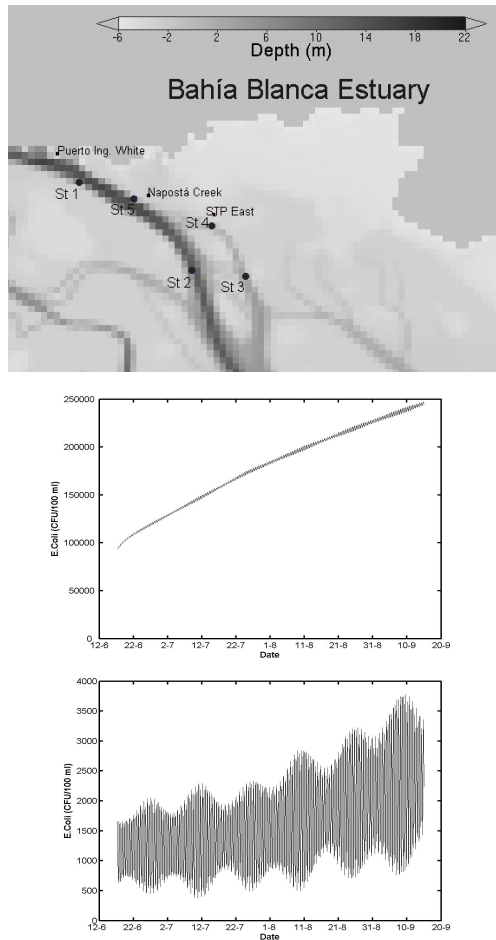 -6 -2 2 6 10 14 18 22
Depth (m)
Bahía Blanca Estuary
Puerto Ing. White
St 1
Napostá Creek
St 5
STP East
St 4
St 2
St 3
250000
200000
150000
100000
50000
0
E.Coli (CFU/100 ml)
12-6 22-6 2-7 12-7 22-7 1-8 11-8 21-8 31-8 10-9 20-9
Date
4000
3500
3000
2500
2000
1500
1000
500
0
E.Coli (CFU/100 ml)
12-6 22-6 2-7 12-7 22-7 1-8 11-8 21-8 31-8 10-9 20-9
Date